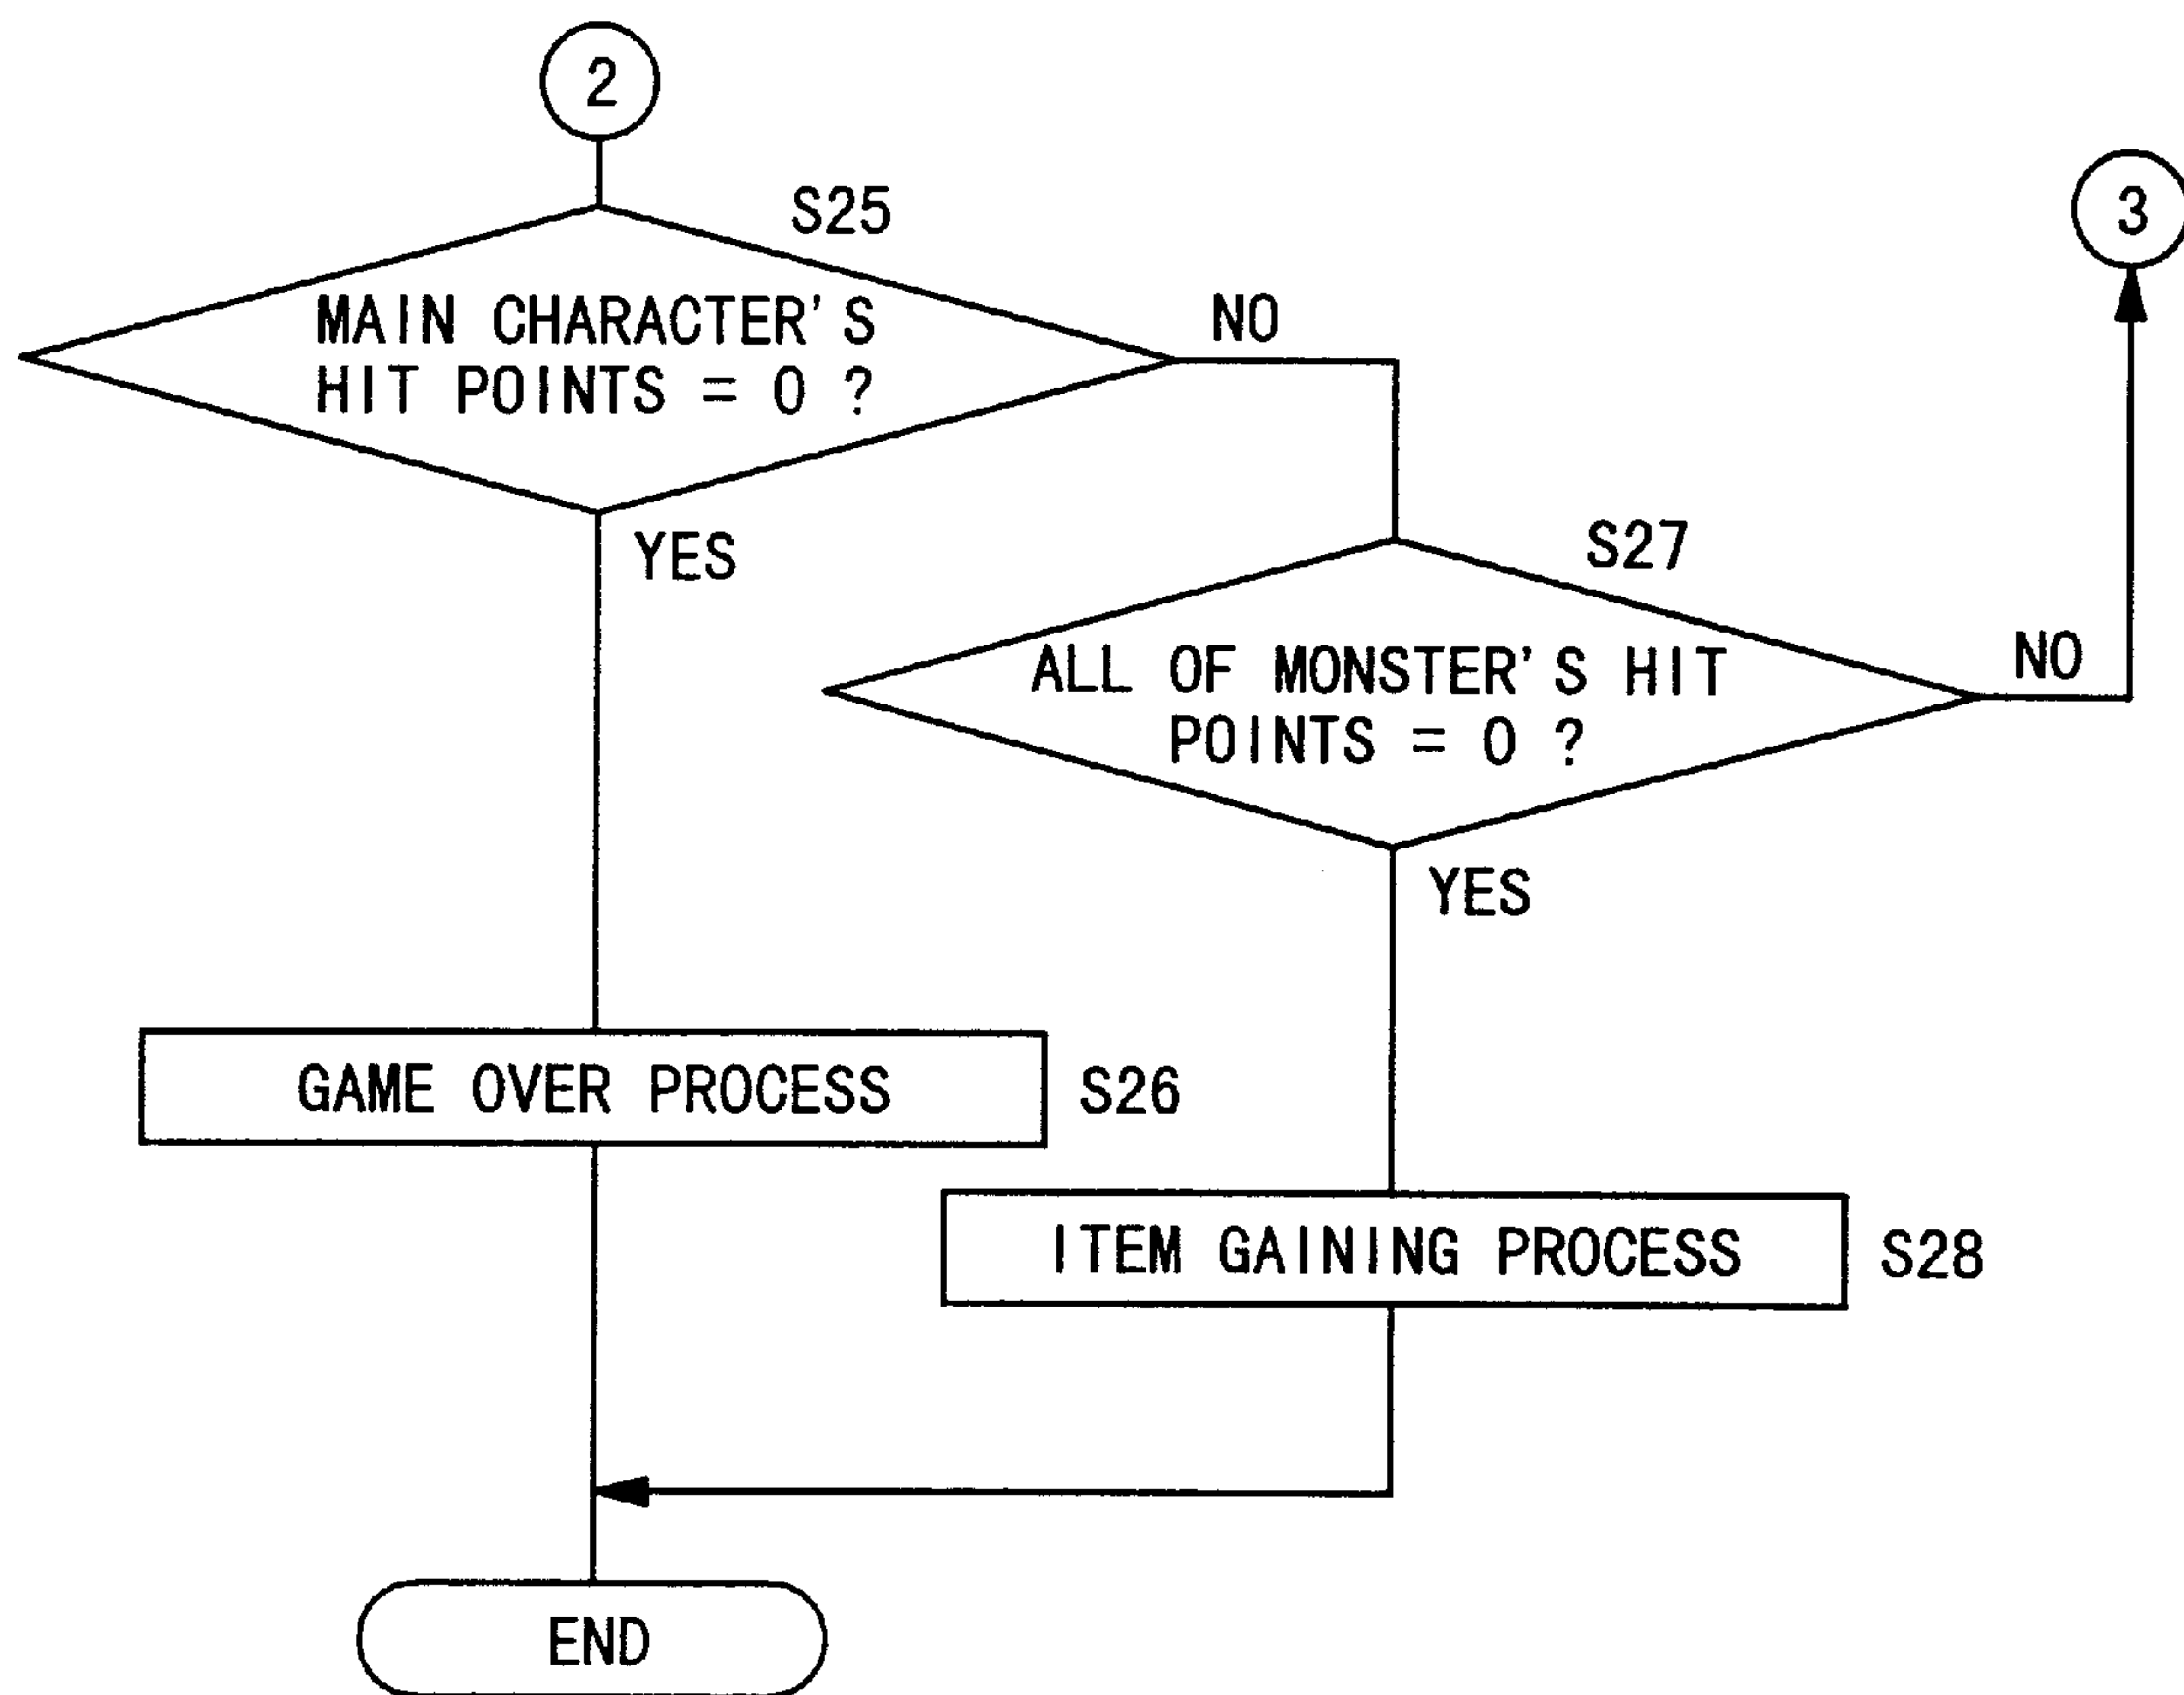 2
S25
3
MAIN CHARACTER'S
HIT POINTS = 0 ?
NO
YES
S27
ALL OF MONSTER'S HIT
POINTS = 0 ?
NO
YES
GAME OVER PROCESS
S26
ITEM GAINING PROCESS
S28
END